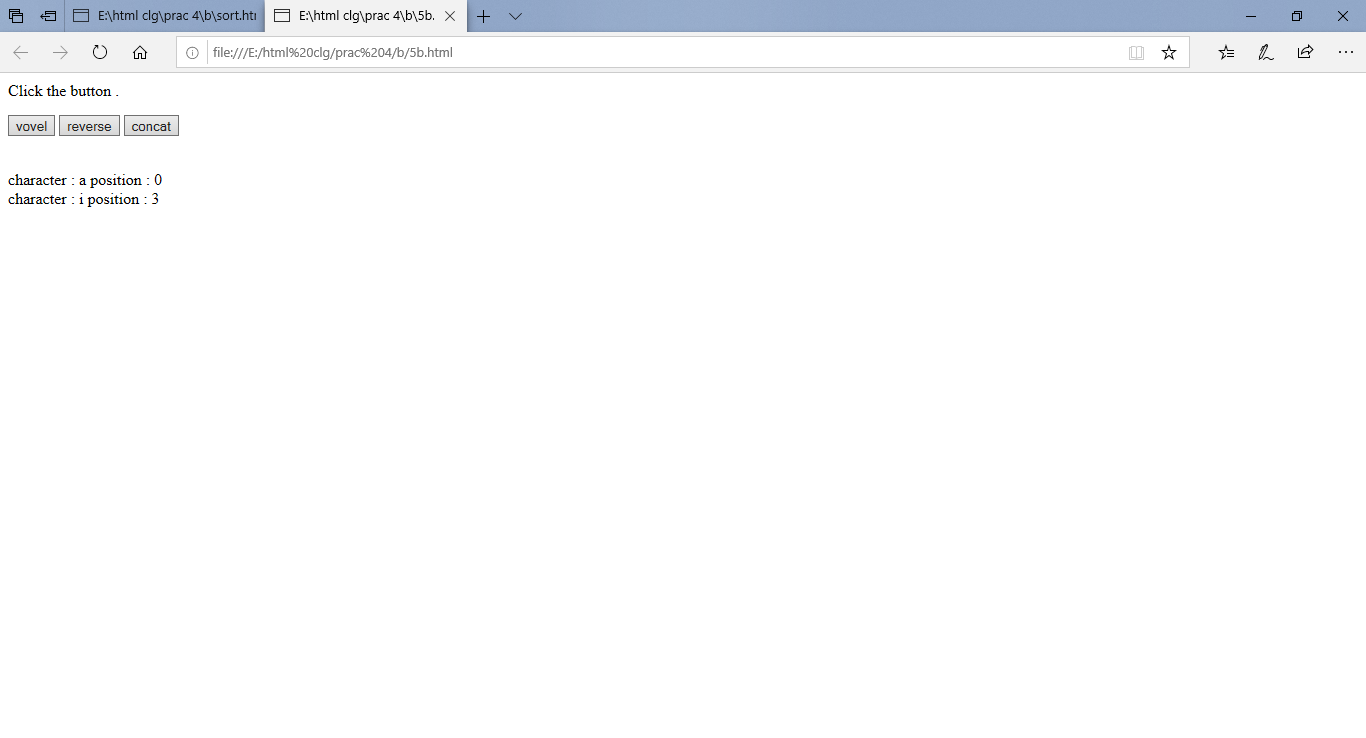 E:\html clg\prac 4\b\sort.htm
E:\html clg\prac 4\b\5b.
file:///E:/html%20clg/prac%204/b/5b.html
Click the button .
vovel reverse concat
character : a position : 0
character : i position : 3